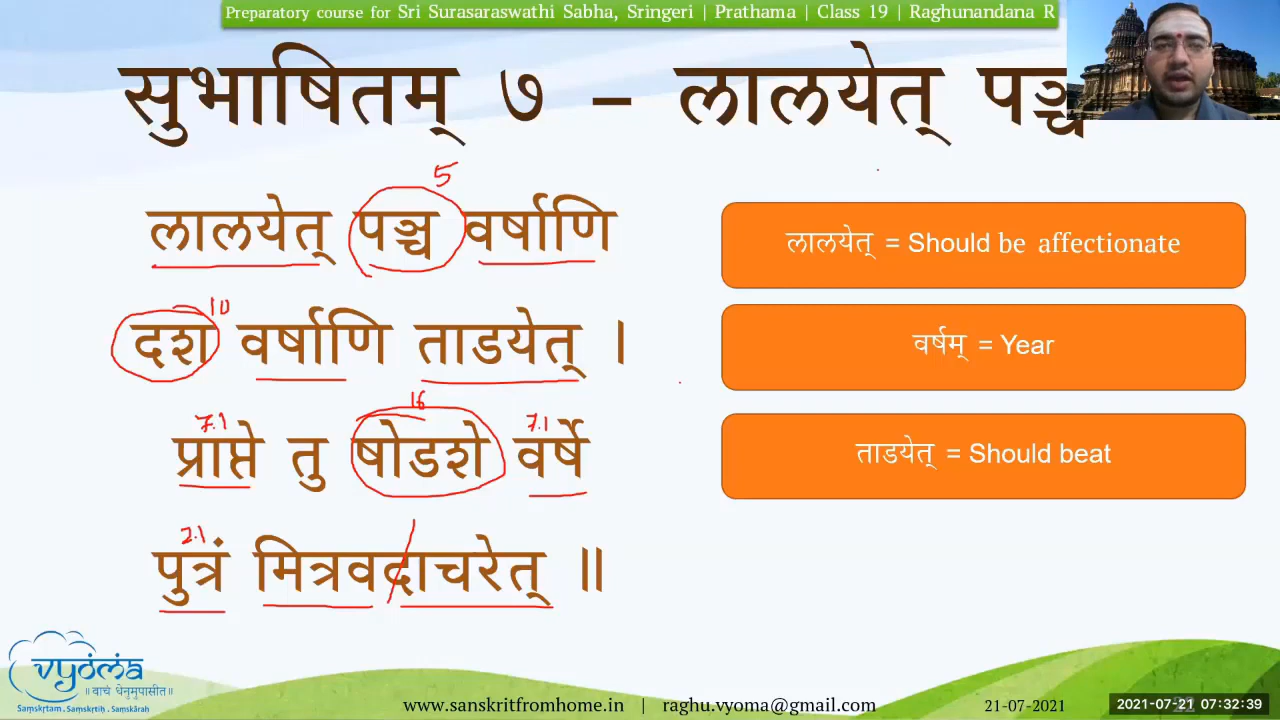 Preparatory course for Sri Surasaraswathi Sabha, Sringeri | Prathama | Class 19 | Raghunandana R
सुभाषितम् ७ – लालयेत् पञ्च
5
लालयेत् पञ्च वर्षाणि
लालयेत् = Should be affectionate
10
दश वर्षाणि ताडयेत् ।
वर्षम् = Year
7.1 16 7.1
प्राप्ते तु षोडशे वर्षे
ताडयेत् = Should beat
2.1
पुत्रं मित्रवदाचरेत् ॥
vyoma
॥ वाचं धेनुमुपासीत॥
Saṃskṛtam . Saṃskṛtiḥ . Saṃskārah
www.sanskritfromhome.in | raghu.vyoma@gmail.com
21-07-2021
2021-07-21 07:32:39